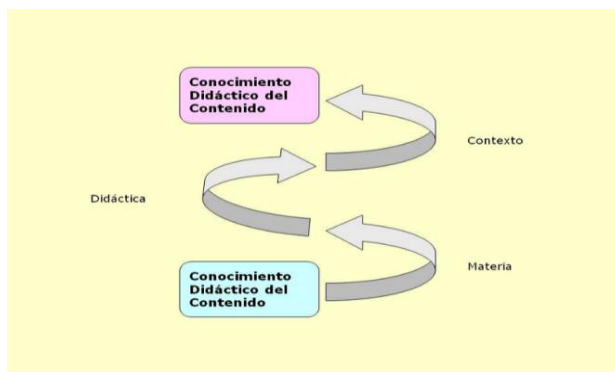 Conocimiento
Didáctico del
Contenido
Contexto
Didáctica
Materia
Conocimiento
Didáctico del
Contenido